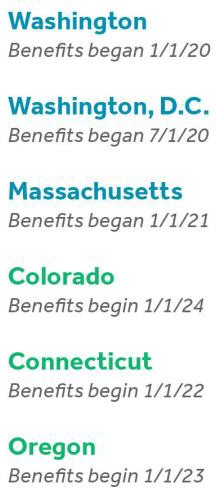 Washington
Benefits began 1/1/20
Washington, D.C.
Benefits began 7/1/20
Massachusetts
Benefits began 1/1/21
Colorado
Benefits begin 1/1/24
Connecticut
Benefits begin 1/1/22
Oregon
Benefits begin 1/1/23